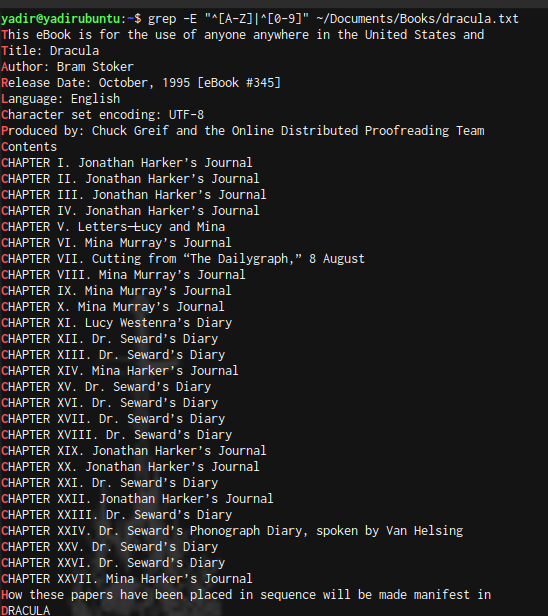 yadir@yadirubuntu:~$ grep -E "^[A-Z]|^[0-9]" ~/Documents/Books/dracula.txt
This eBook is for the use of anyone anywhere in the United States and
Title: Dracula
Author: Bram Stoker
Release Date: October, 1995 [eBook #345]
Language: English
Character set encoding: UTF-8
Produced by: Chuck Greif and the Online Distributed Proofreading Team
Contents
CHAPTER I. Jonathan Harker’s Journal
CHAPTER II. Jonathan Harker’s Journal
CHAPTER III. Jonathan Harker’s Journal
CHAPTER IV. Jonathan Harker’s Journal
CHAPTER V. Letters—Lucy and Mina
CHAPTER VI. Mina Murray’s Journal
CHAPTER VII. Cutting from “The Dailygraph,” 8 August
CHAPTER VIII. Mina Murray’s Journal
CHAPTER IX. Mina Murray’s Journal
CHAPTER X. Mina Murray’s Journal
CHAPTER XI. Lucy Westenra’s Diary
CHAPTER XII. Dr. Seward’s Diary
CHAPTER XIII. Dr. Seward’s Diary
CHAPTER XIV. Mina Harker’s Journal
CHAPTER XV. Dr. Seward’s Diary
CHAPTER XVI. Dr. Seward’s Diary
CHAPTER XVII. Dr. Seward’s Diary
CHAPTER XVIII. Dr. Seward’s Diary
CHAPTER XIX. Jonathan Harker’s Journal
CHAPTER XX. Jonathan Harker’s Journal
CHAPTER XXI. Dr. Seward’s Diary
CHAPTER XXII. Jonathan Harker’s Journal
CHAPTER XXIII. Dr. Seward’s Diary
CHAPTER XXIV. Dr. Seward’s Phonograph Diary, spoken by Van Helsing
CHAPTER XXV. Dr. Seward’s Diary
CHAPTER XXVI. Dr. Seward’s Diary
CHAPTER XXVII. Mina Harker’s Journal
How these papers have been placed in sequence will be made manifest in
DRACULA